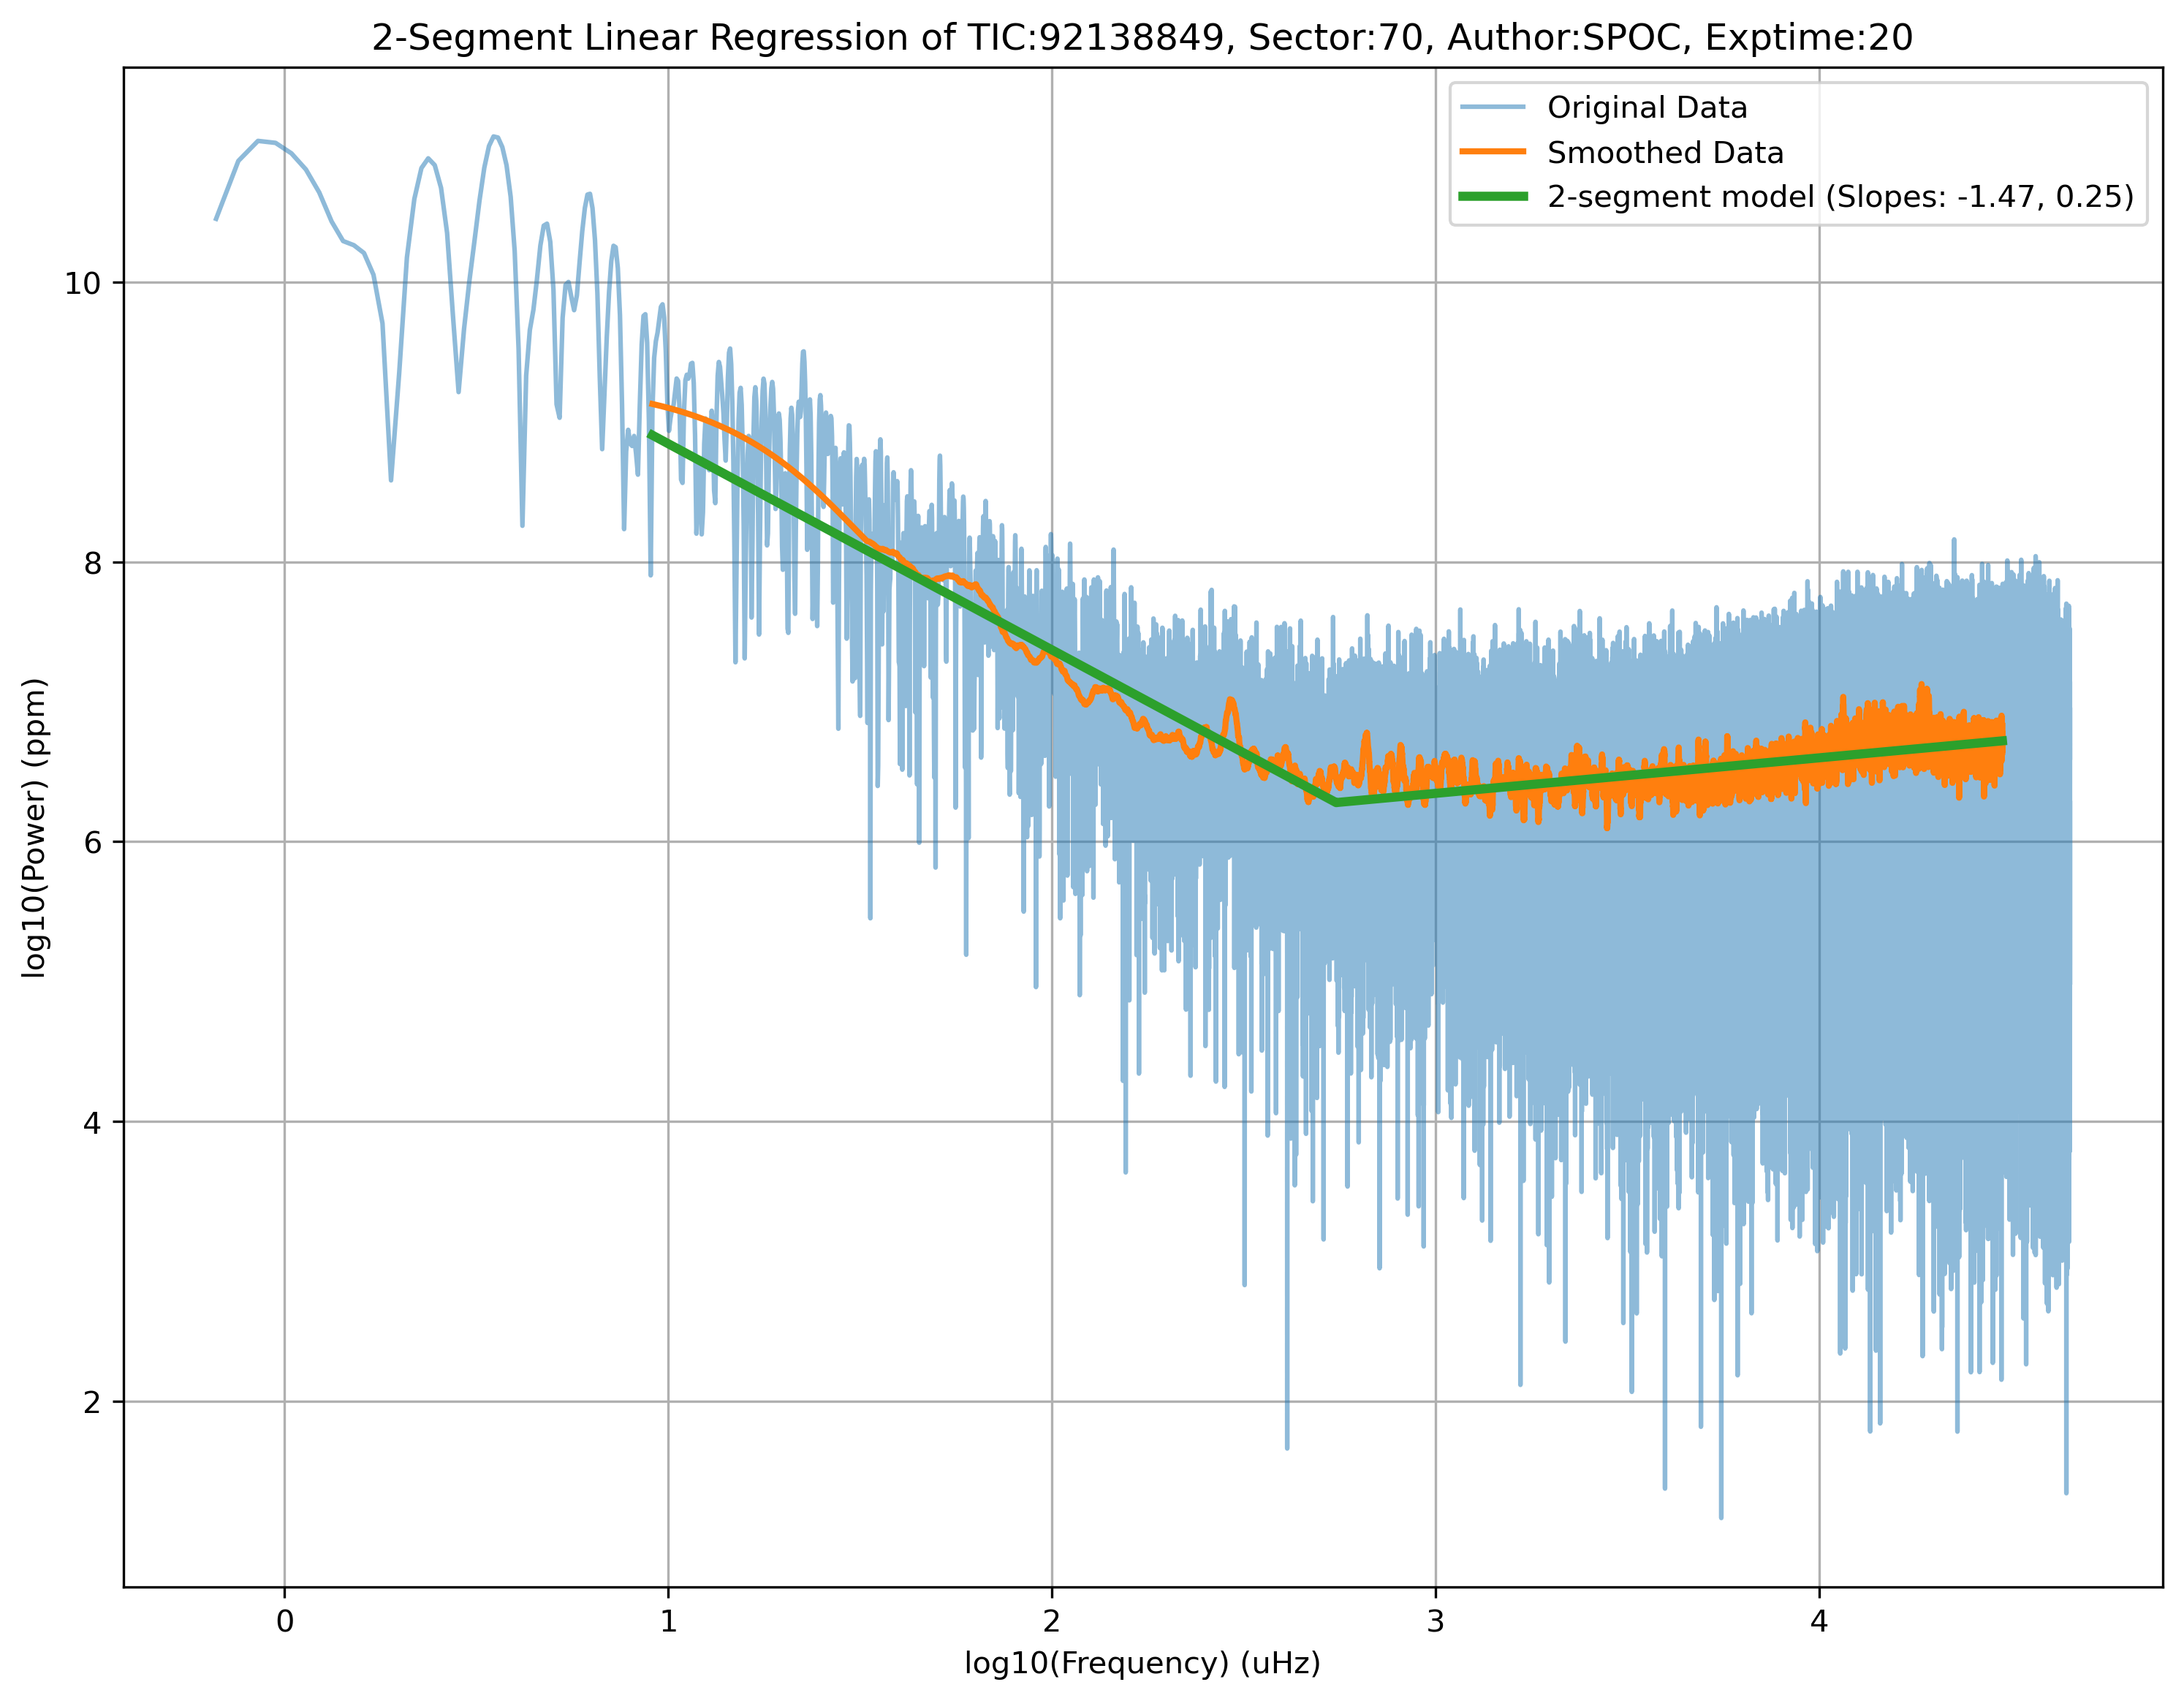 2-Segment Linear Regression of TIC:92138849, Sector:70, Author:SPOC, Exptime:20
Original Data
Smoothed Data
2-segment model (Slopes: -1.47, 0.25)
log10(Power) (ppm)
10
8
6
4
2
0 1 2 3 4
log10(Frequency) (uHz)